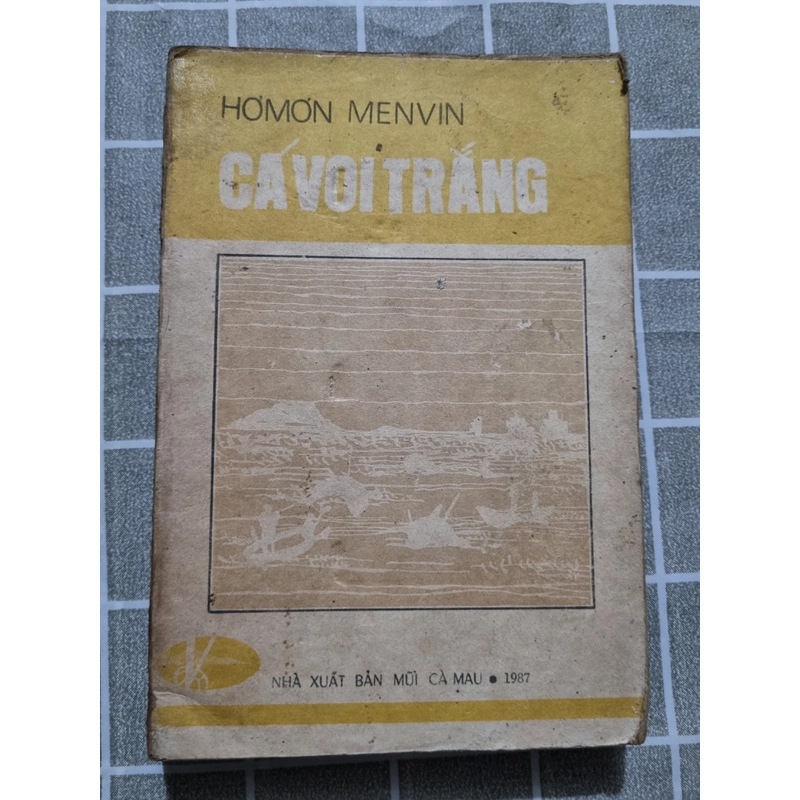 HƠMƠN MENVIN
CÁ VOI TRẮNG
NHÀ XUẤT BẢN MŨI CÀ MAU • 1987